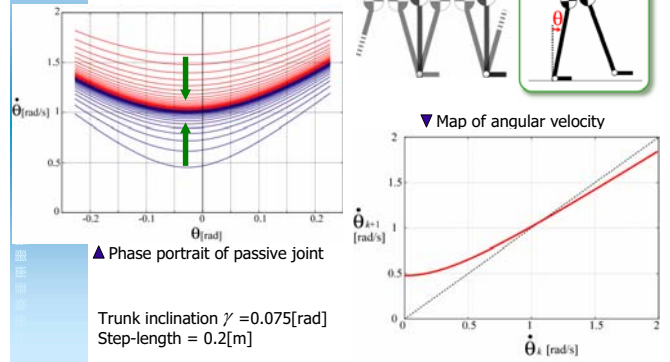 2
1.5
1
0.5
0
θ̇[rad/s]
-0.2 -0.1 0 0.1 0.2
θ[rad]
▲ Phase portrait of passive joint
Trunk inclination γ =0.075[rad]
Step-length = 0.2[m]
θ
▼ Map of angular velocity
2
1.5
θ̇k+1
[rad/s]
1
0.5
0
0 0.5 1 1.5 2
θ̇k [rad/s]